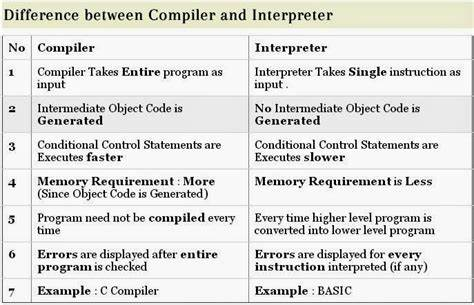 Difference between Compiler and Interpreter
No Compiler Interpreter
1 Compiler Takes Entire program as Interpreter Takes Single instruction as
input input .
2 Intermediate Object Code is No Intermediate Object Code is
Generated Generated
3 Conditional Control Statements are Conditional Control Statements are
Executes faster Executes slower
4 Memory Requirement : More Memory Requirement is Less
(Since Object Code is Generated)
5 Program need not be compiled every Every time higher level program is
time converted into lower level program
6 Errors are displayed after entire Errors are displayed for every
program is checked instruction interpreted (if any)
7 Example : C Compiler Example : BASIC